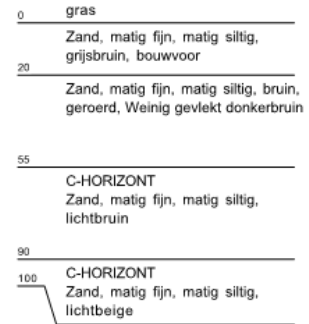 0 gras
Zand, matig fijn, matig siltig,
grijsbruin, bouwvoor
20
Zand, matig fijn, matig siltig, bruin,
geroerd, Weinig gevlekt donkerbruin
55
C-HORIZONT
Zand, matig fijn, matig siltig,
lichtbruin
90
100 C-HORIZONT
Zand, matig fijn, matig siltig,
lichtbeige